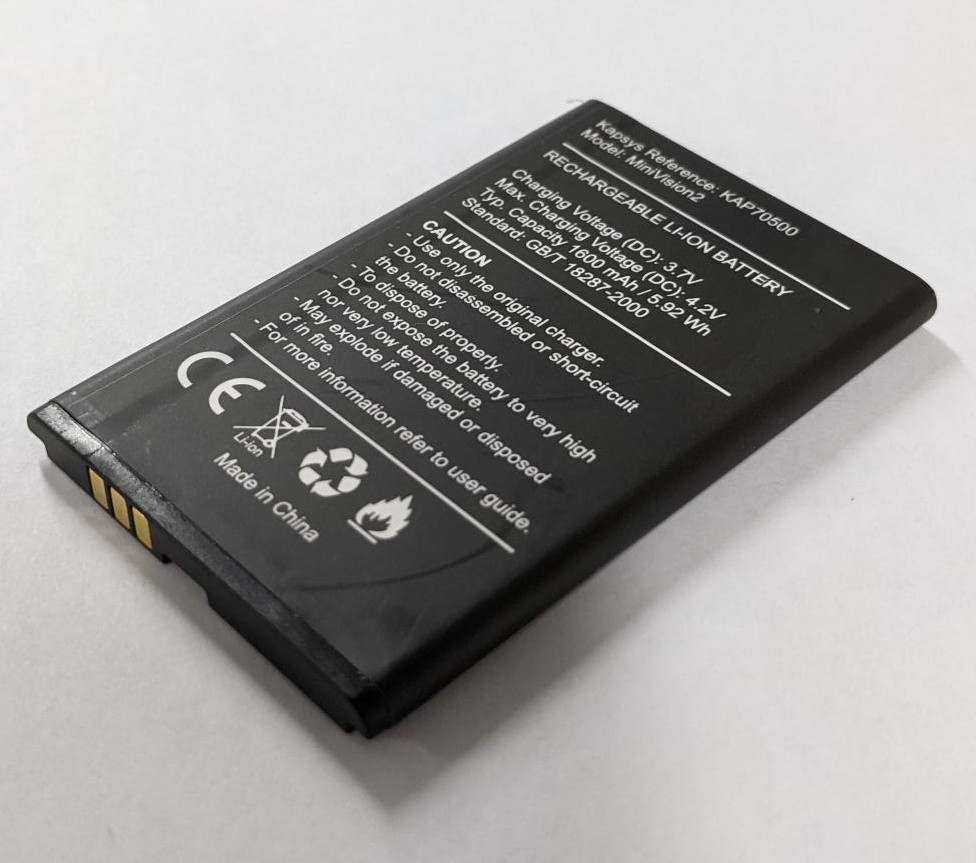 Kapsys Reference: KAP70500
Model: MiniVision2
RECHARGEABLE LI-ION BATTERY
Charging Voltage (DC): 3.7V
Max. Charging Voltage (DC): 4.2V
Typ. Capacity 1600 mAh / 5.92 Wh
Standard: GB/T 18287-2000
CAUTION
- Use only the original charger.
- Do not disassembled or short-circuit
the battery.
- To dispose of properly.
- Do not expose the battery to very high
nor very low temperature.
- May explode if damaged or disposed
of in fire.
- For more information refer to user guide.
CE
Li-ion
Made in China